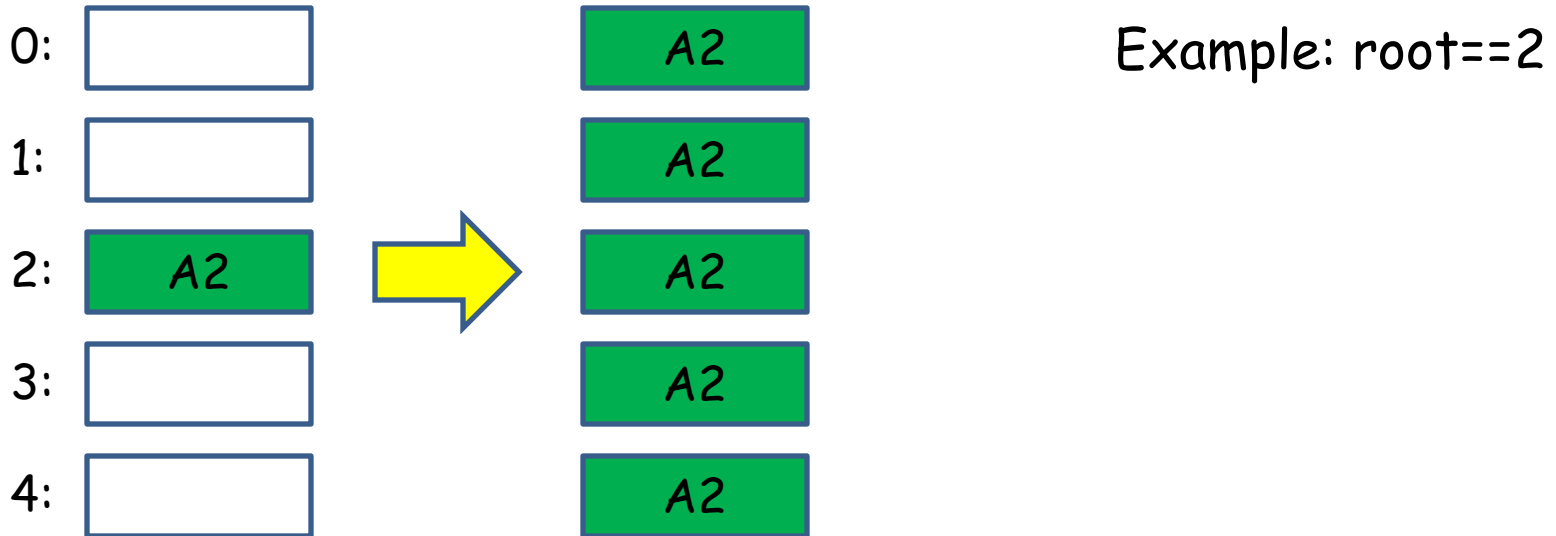 0: A2 Example: root==2
1: A2
2: A2 A2
3: A2
4: A2